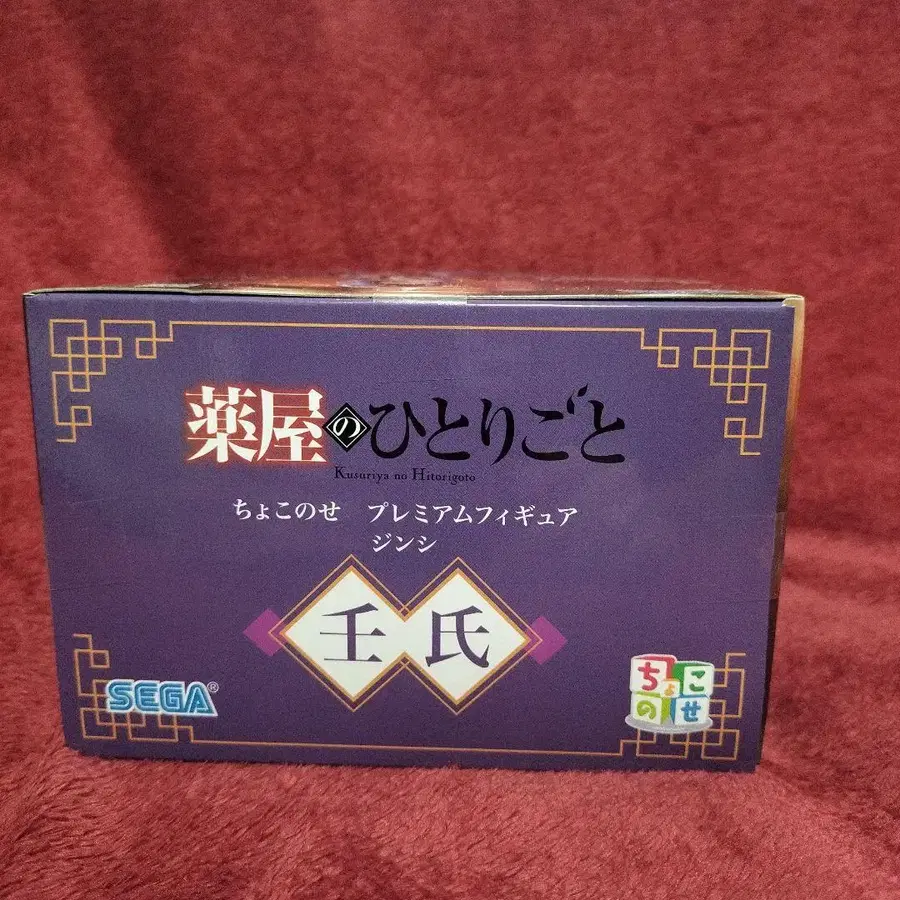 薬屋のひとりごと
Kusuriya no Hitorigoto
ちょこのせ プレミアムフィギュア
ジンシ
壬氏
SEGA®
ちょこ
のせ